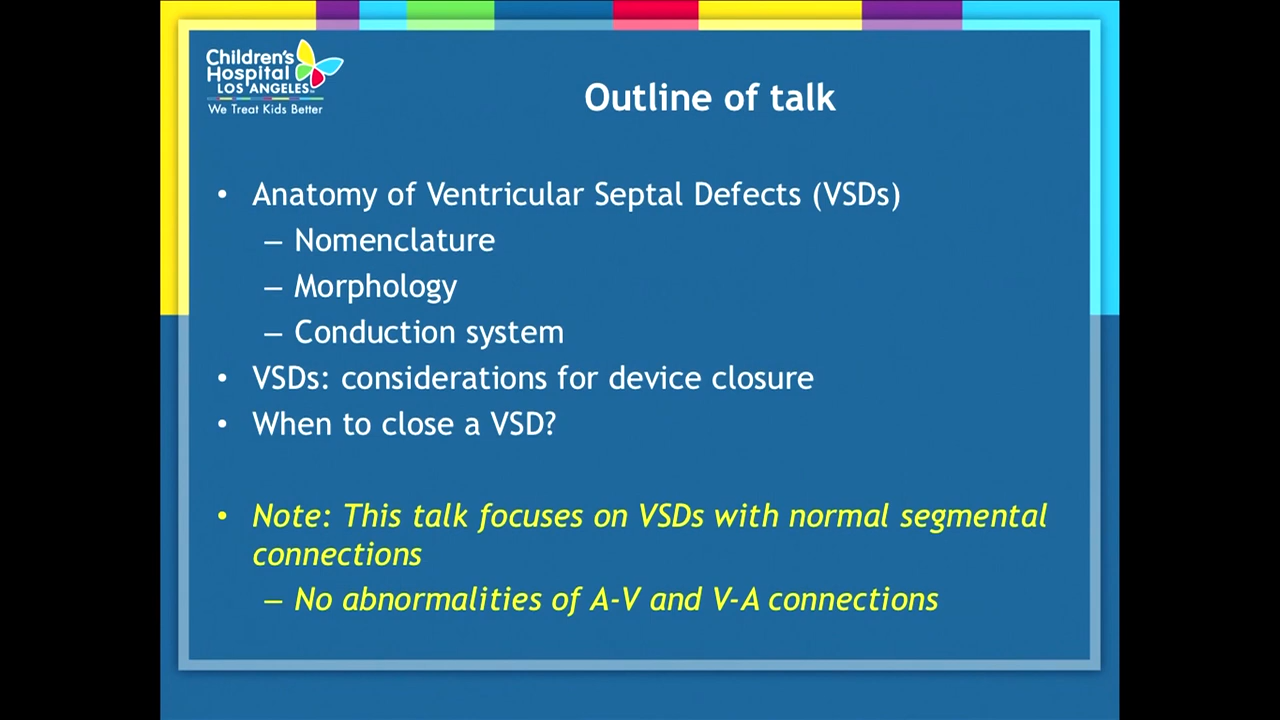 Children's
Hospital
LOS ANGELES
We Treat Kids Better
Outline of talk
• Anatomy of Ventricular Septal Defects (VSDs)
– Nomenclature
– Morphology
– Conduction system
• VSDs: considerations for device closure
• When to close a VSD?
• Note: This talk focuses on VSDs with normal segmental
connections
– No abnormalities of A-V and V-A connections